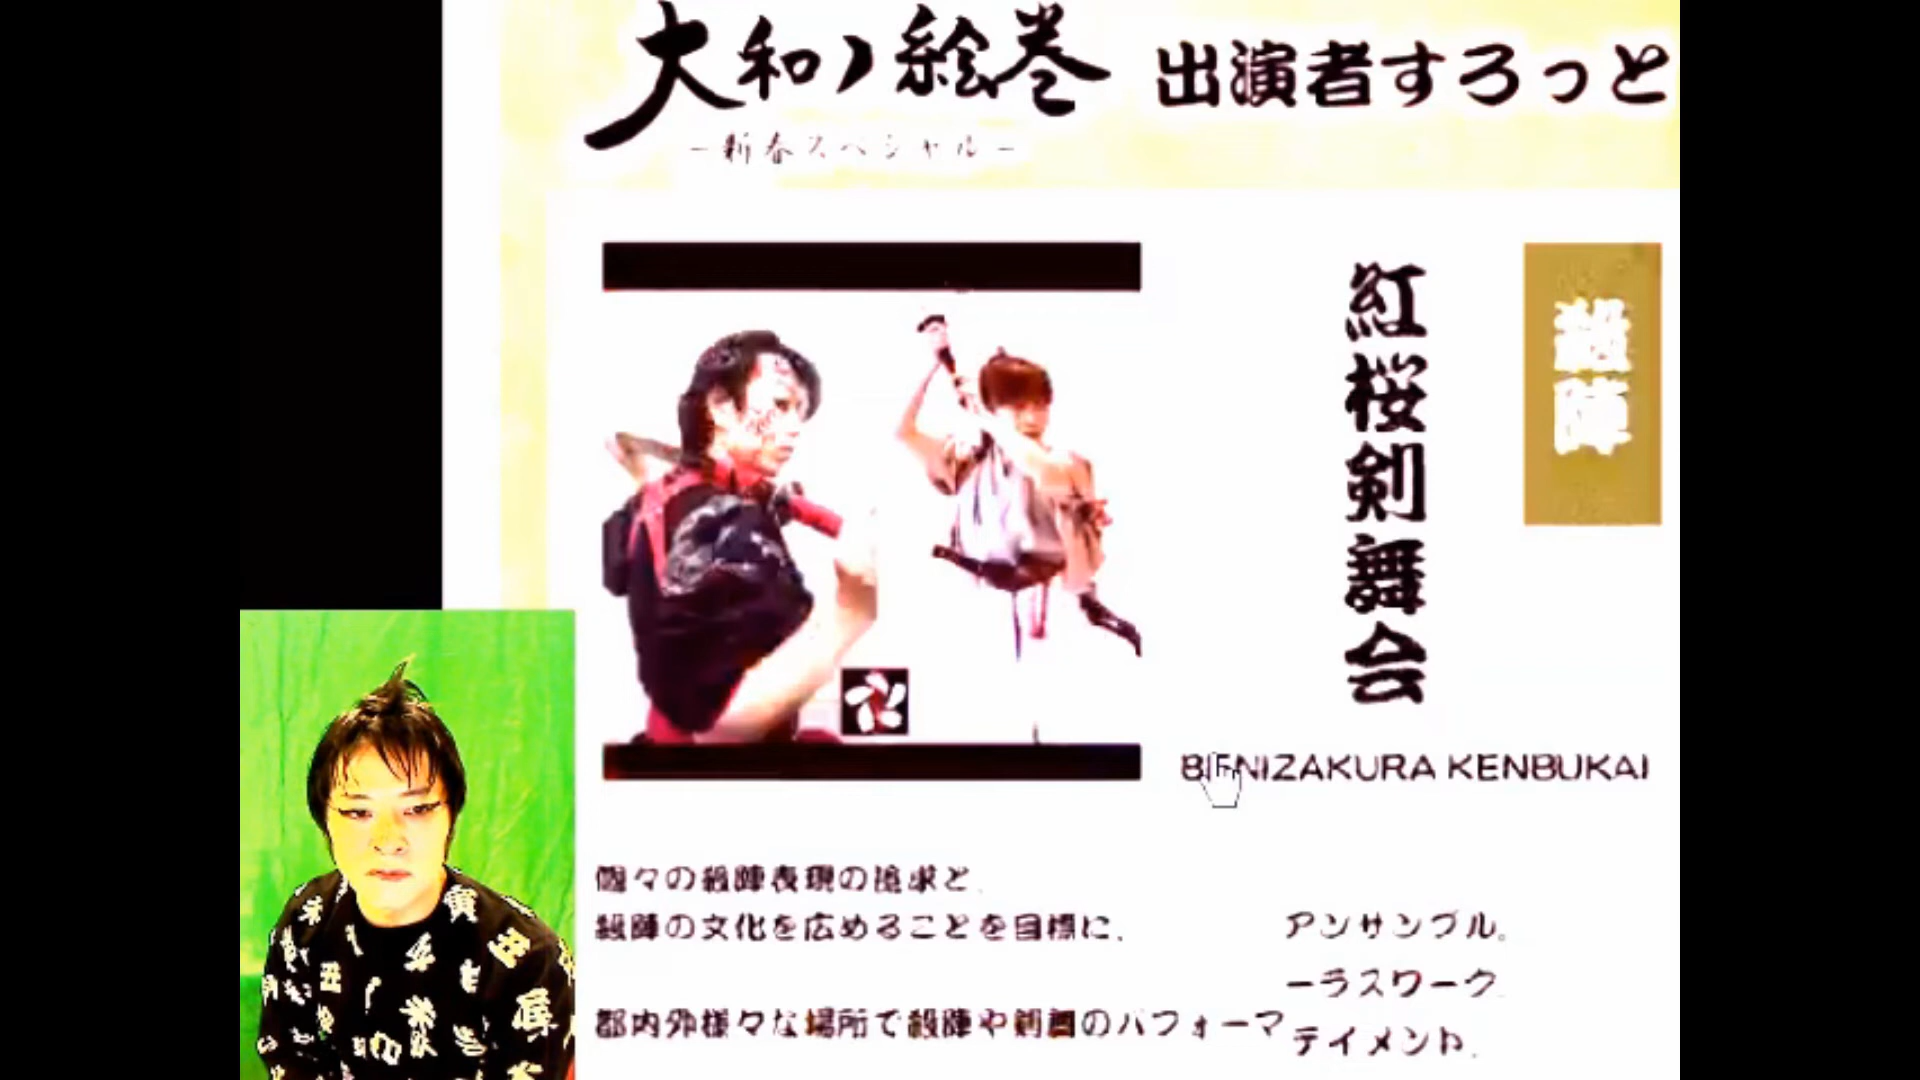 大和ノ絵巻
出演者すろっと
－新春スペシャル－
殺陣
紅桜剣舞会
BENIZAKURA KENBUKAI
個々の殺陣表現の追求と、
殺陣の文化を広めることを目標に、
都内外様々な場所で殺陣や剣舞のパフォーマ
アンサンブル。
ーラスワーク
テイメント、